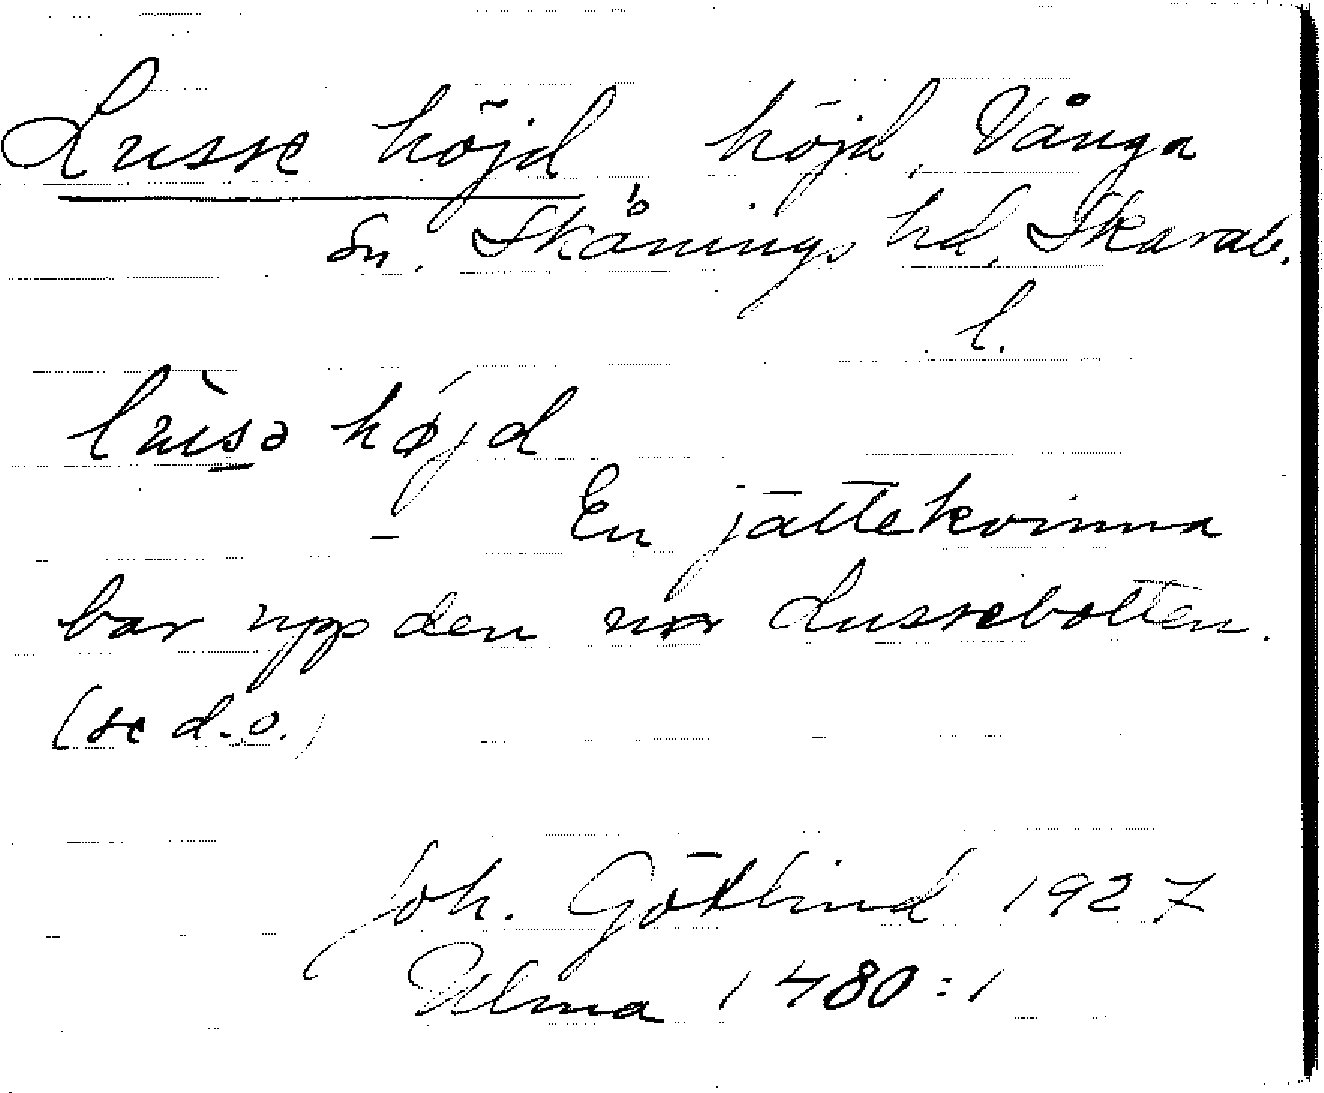 Lusse höjd höjd, Vånga
sn. Skånings hd, Skarab.
l.
lùsə hǿjd
– En jättekvinna
bar upp den ur Lussebotten.
(se d.o.)
Joh. Götlind 1927
Ulma 1480:1